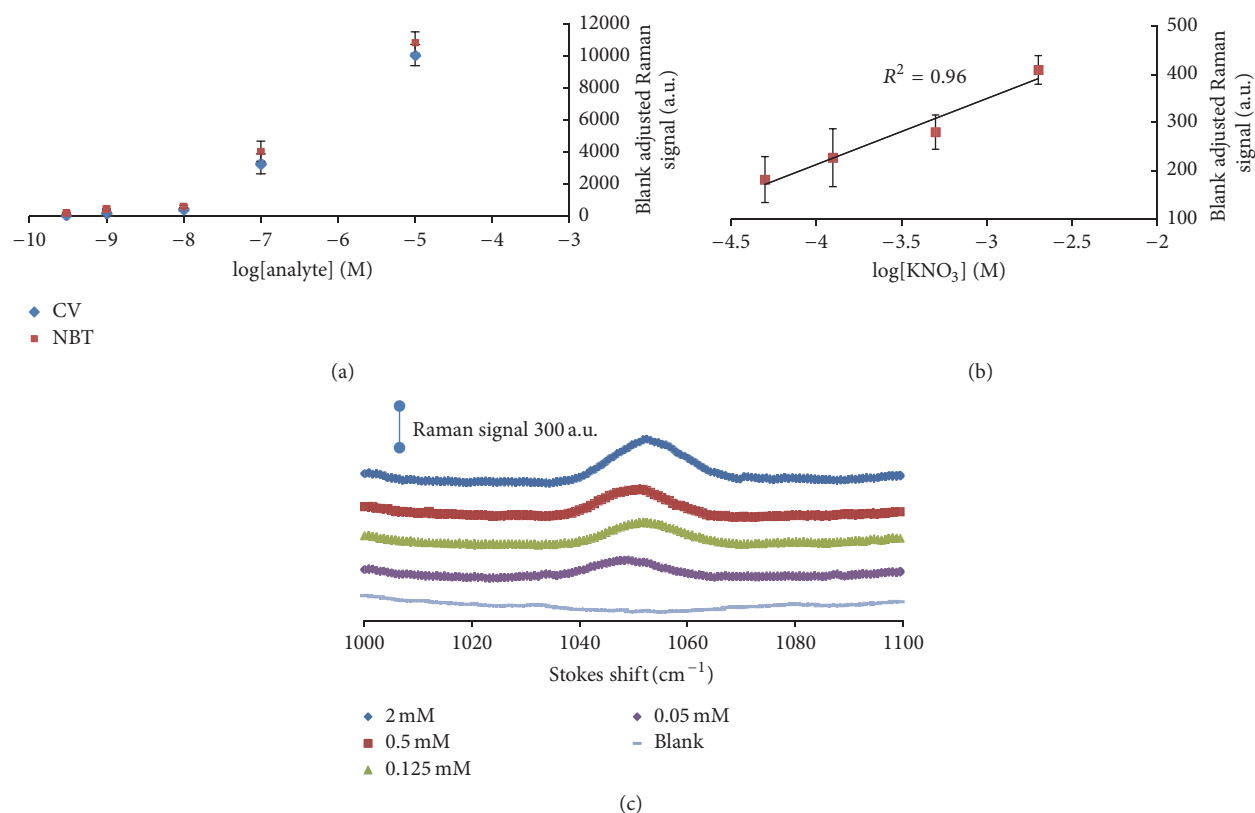 12000
10000
8000
6000
4000
2000
0
Blank adjusted Raman
signal (a.u.)
−10 −9 −8 −7 −6 −5 −4 −3
log[analyte] (M)
CV
NBT
(a)
500
400
300
200
100
Blank adjusted Raman
signal (a.u.)
R² = 0.96
−4.5 −4 −3.5 −3 −2.5 −2
log[KNO₃] (M)
(b)
Raman signal 300 a.u.
1000 1020 1040 1060 1080 1100
Stokes shift (cm⁻¹)
2 mM
0.5 mM
0.125 mM
0.05 mM
Blank
(c)